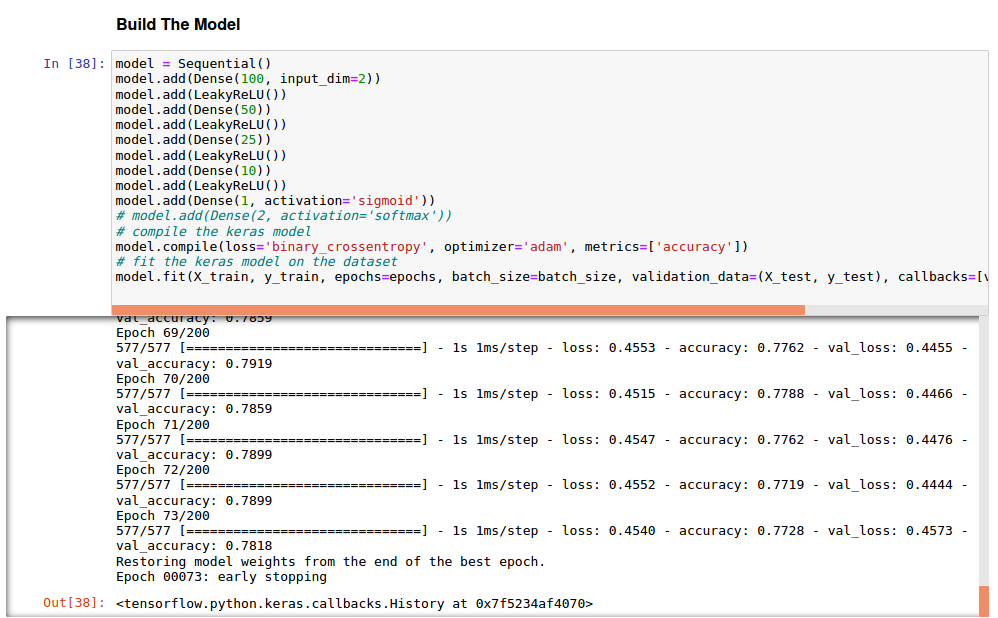 Build The Model
In [38]:
model = Sequential()
model.add(Dense(100, input_dim=2))
model.add(LeakyReLU())
model.add(Dense(50))
model.add(LeakyReLU())
model.add(Dense(25))
model.add(LeakyReLU())
model.add(Dense(10))
model.add(LeakyReLU())
model.add(Dense(1, activation='sigmoid'))
# model.add(Dense(2, activation='softmax'))
# compile the keras model
model.compile(loss='binary_crossentropy', optimizer='adam', metrics=['accuracy'])
# fit the keras model on the dataset
model.fit(X_train, y_train, epochs=epochs, batch_size=batch_size, validation_data=(X_test, y_test), callbacks=[v
val_accuracy: 0.7859
Epoch 69/200
577/577 [==============================] - 1s 1ms/step - loss: 0.4553 - accuracy: 0.7762 - val_loss: 0.4455 -
val_accuracy: 0.7919
Epoch 70/200
577/577 [==============================] - 1s 1ms/step - loss: 0.4515 - accuracy: 0.7788 - val_loss: 0.4466 -
val_accuracy: 0.7859
Epoch 71/200
577/577 [==============================] - 1s 1ms/step - loss: 0.4547 - accuracy: 0.7762 - val_loss: 0.4476 -
val_accuracy: 0.7899
Epoch 72/200
577/577 [==============================] - 1s 1ms/step - loss: 0.4552 - accuracy: 0.7719 - val_loss: 0.4444 -
val_accuracy: 0.7899
Epoch 73/200
577/577 [==============================] - 1s 1ms/step - loss: 0.4540 - accuracy: 0.7728 - val_loss: 0.4573 -
val_accuracy: 0.7818
Restoring model weights from the end of the best epoch.
Epoch 00073: early stopping
Out[38]: <tensorflow.python.keras.callbacks.History at 0x7f5234af4070>